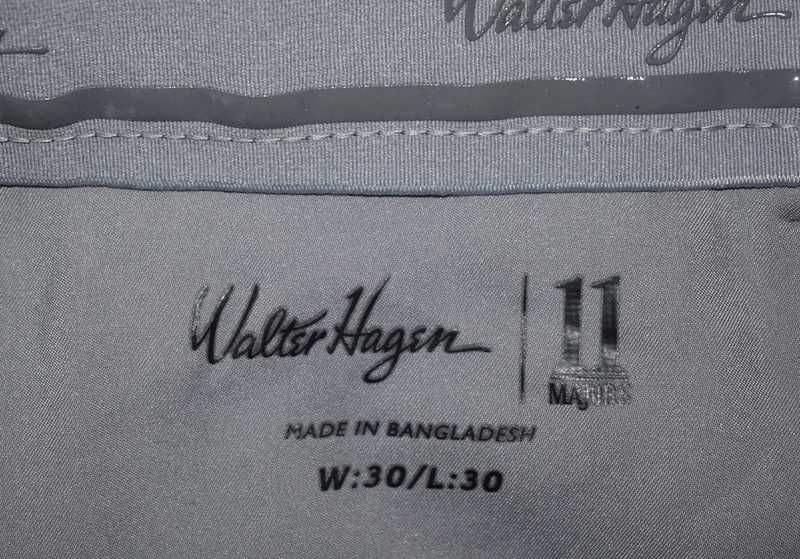 Walter Hagen
Walter Hagen
11
MAJORS
MADE IN BANGLADESH
W:30/L:30